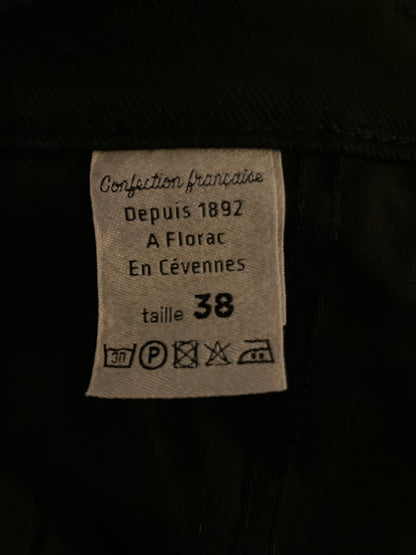 Confection française
Depuis 1892
A Florac
En Cévennes
taille 38
30 P